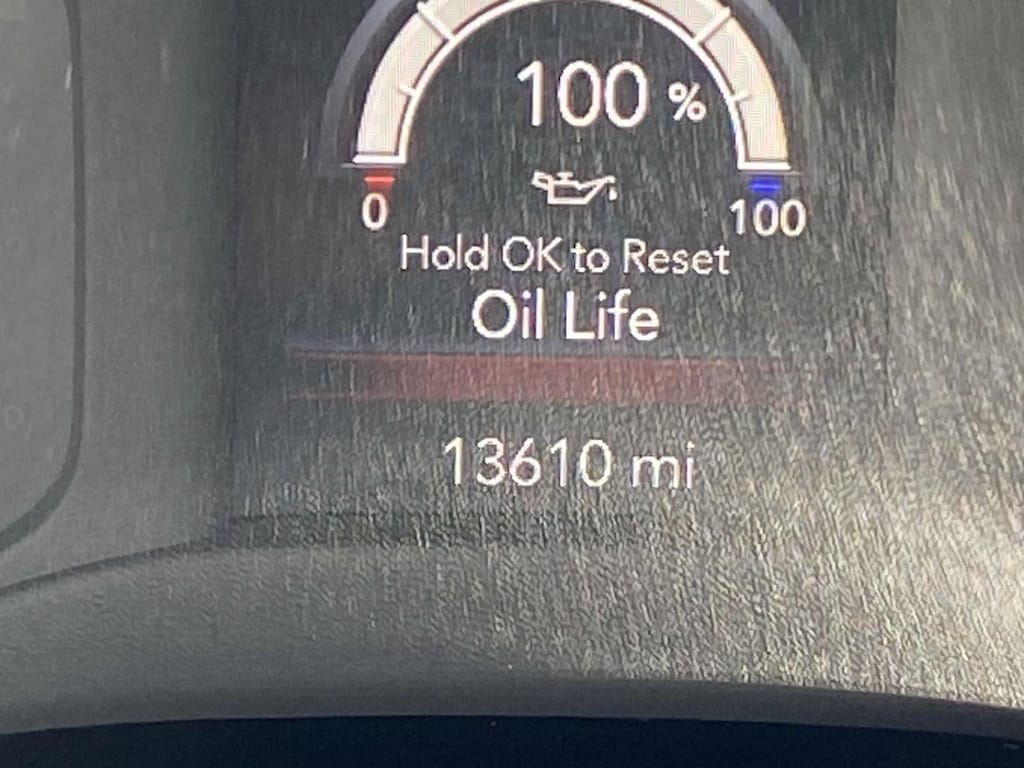 100 %
0
100
Hold OK to Reset
Oil Life
13610 mi